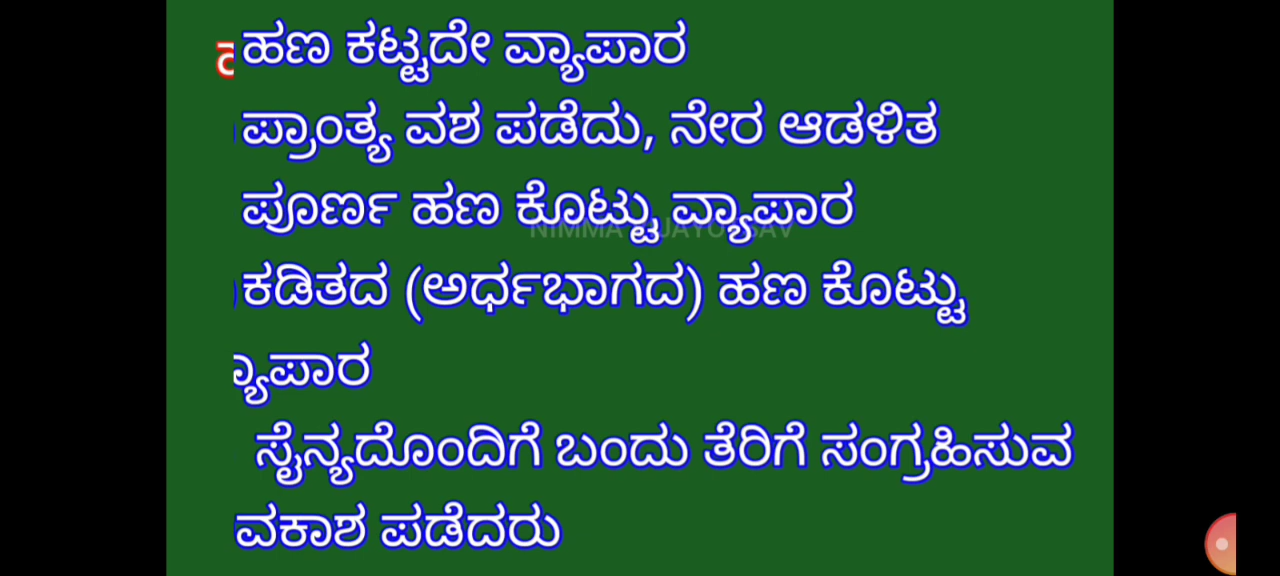 ಹಣ ಕಟ್ಟದೇ ವ್ಯಾಪಾರ
ಪ್ರಾಂತ್ಯ ವಶ ಪಡೆದು, ನೇರ ಆಡಳಿತ
ಪೂರ್ಣ ಹಣ ಕೊಟ್ಟು ವ್ಯಾಪಾರ
ಕಡಿತದ (ಅರ್ಧಭಾಗದ) ಹಣ ಕೊಟ್ಟು
ಸೈನ್ಯದೊಂದಿಗೆ ಬಂದು ತೆರಿಗೆ ಸಂಗ್ರಹಿಸುವ
ವಕಾಶ ಪಡೆದರು